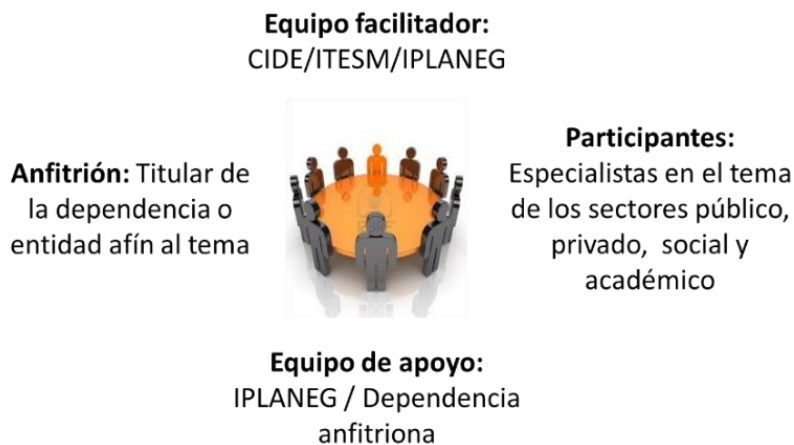 Equipo facilitador:
CIDE/ITESM/IPLANEG
Anfitrión: Titular de
la dependencia o
entidad afín al tema
Participantes:
Especialistas en el tema
de los sectores público,
privado, social y
académico
Equipo de apoyo:
IPLANEG / Dependencia
anfitriona